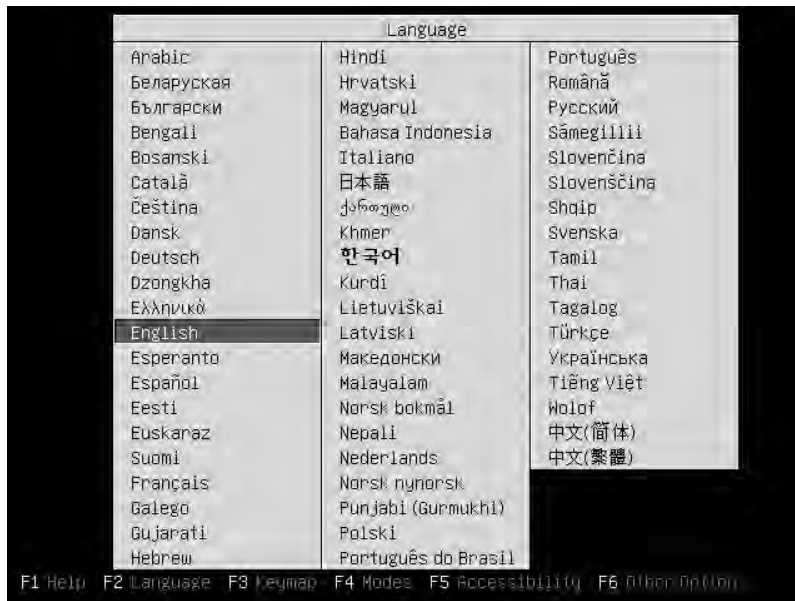 Language
Arabic
Беларуская
Български
Bengali
Bosanski
Català
Čeština
Dansk
Deutsch
Dzongkha
Ελληνικά
English
Esperanto
Español
Eesti
Euskaraz
Suomi
Français
Galego
Gujarati
Hebrew
Hindi
Hrvatski
Magyarul
Bahasa Indonesia
Italiano
日本語
ქართული
Khmer
한국어
Kurdî
Lietuviškai
Latviski
Македонски
Malayalam
Norsk bokmål
Nepali
Nederlands
Norsk nynorsk
Punjabi (Gurmukhi)
Polski
Português do Brasil
Português
Română
Русский
Sámegillii
Slovenčina
Slovenščina
Shqip
Svenska
Tamil
Thai
Tagalog
Türkçe
Українська
Tiếng Việt
Wolof
中文(简体)
中文(繁體)
F1 Help F2 Language F3 Keymap F4 Modes F5 Accessibility F6 Other Option